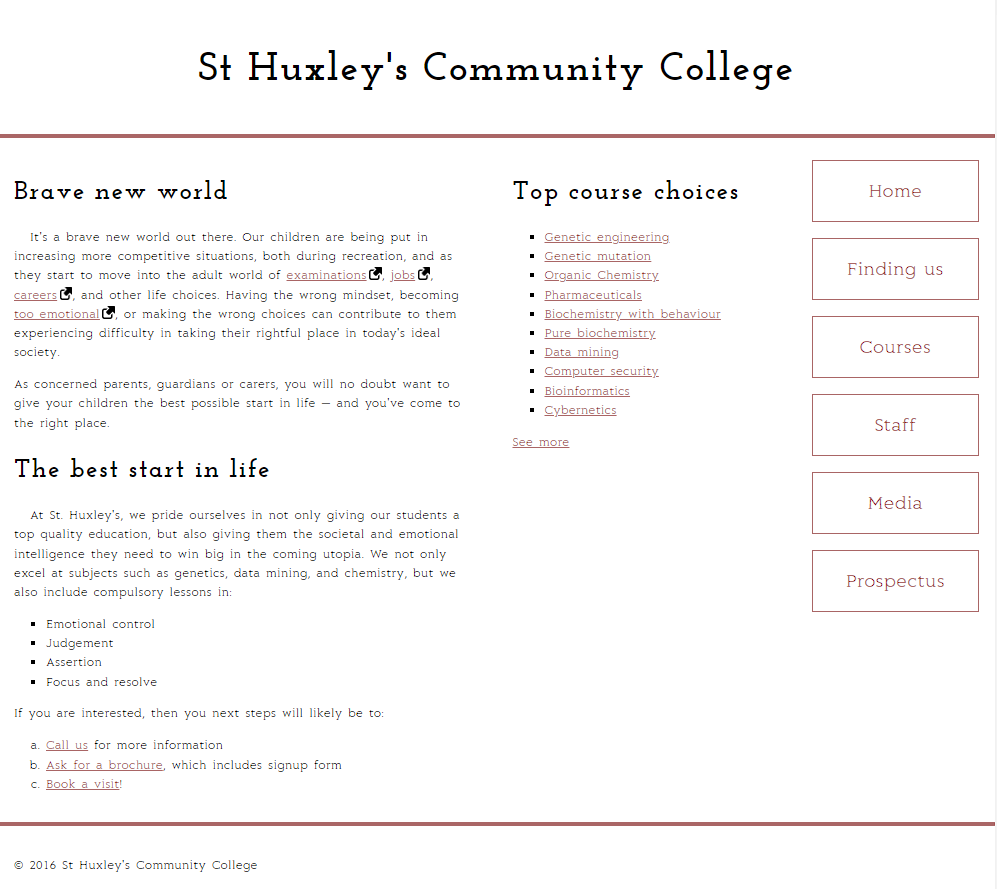 St Huxley's Community College
Brave new world
It's a brave new world out there. Our children are being put in
increasing more competitive situations, both during recreation, and as
they start to move into the adult world of examinations, jobs,
careers, and other life choices. Having the wrong mindset, becoming
too emotional, or making the wrong choices can contribute to them
experiencing difficulty in taking their rightful place in today's ideal
society.
As concerned parents, guardians or carers, you will no doubt want to
give your children the best possible start in life — and you've come to
the right place.
The best start in life
At St. Huxley's, we pride ourselves in not only giving our students a
top quality education, but also giving them the societal and emotional
intelligence they need to win big in the coming utopia. We not only
excel at subjects such as genetics, data mining, and chemistry, but we
also include compulsory lessons in:
Emotional control
Judgement
Assertion
Focus and resolve
If you are interested, then you next steps will likely be to:
a. Call us for more information
b. Ask for a brochure, which includes signup form
c. Book a visit!
Top course choices
Genetic engineering
Genetic mutation
Organic Chemistry
Pharmaceuticals
Biochemistry with behaviour
Pure biochemistry
Data mining
Computer security
Bioinformatics
Cybernetics
See more
Home
Finding us
Courses
Staff
Media
Prospectus
© 2016 St Huxley's Community College